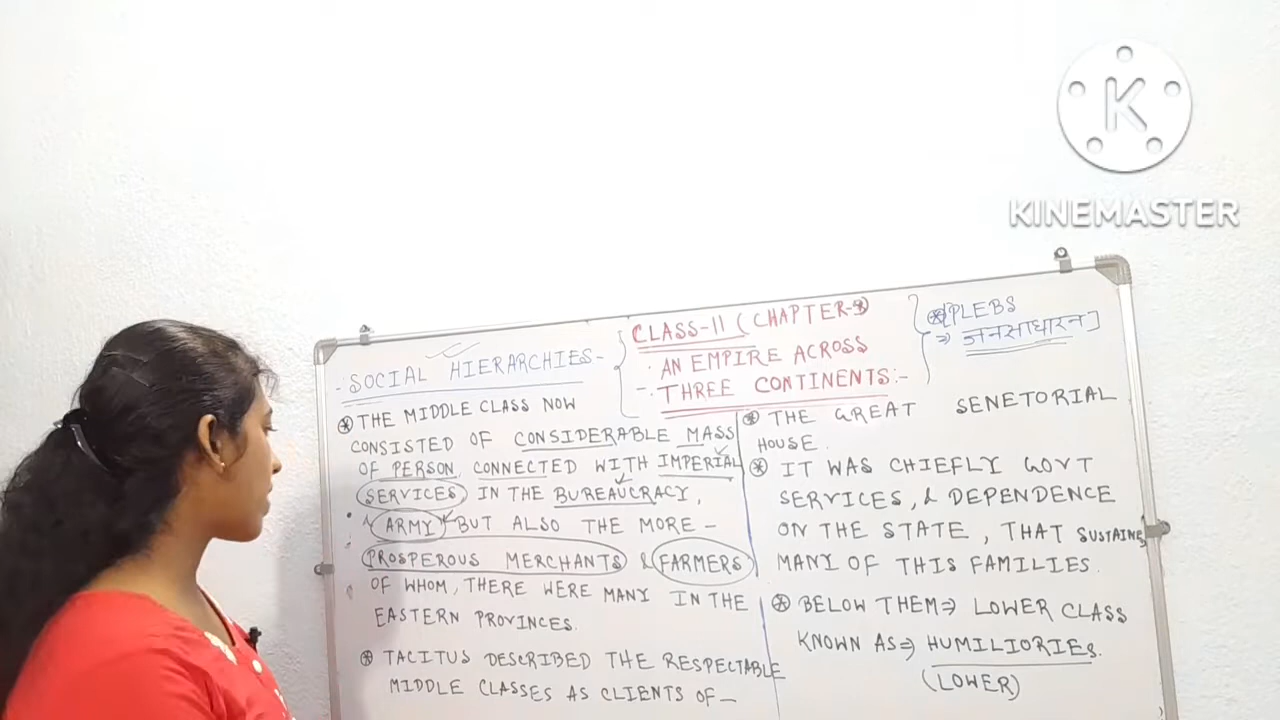 KINEMASTER
CLASS-11 (CHAPTER-3)
AN EMPIRE ACROSS
THREE CONTINENTS:-
PLEBS
⇒ जनसाधारन]
SOCIAL HIERARCHIES-
THE MIDDLE CLASS NOW
CONSISTED OF CONSIDERABLE MASS
OF PERSON, CONNECTED WITH IMPERIAL
SERVICES IN THE BUREAUCRACY,
& ARMY BUT ALSO THE MORE -
PROSPEROUS MERCHANTS & FARMERS
OF WHOM, THERE WERE MANY IN THE
EASTERN PROVINCES.
TACITUS DESCRIBED THE RESPECTABLE
MIDDLE CLASSES AS CLIENTS OF-
THE GREAT SENETORIAL
HOUSE.
IT WAS CHIEFLY GOVT
SERVICES, & DEPENDENCE
ON THE STATE, THAT SUSTAINE
MANY OF THIS FAMILIES.
BELOW THEM⇒ LOWER CLASS
KNOWN AS⇒ HUMILIORIES.
(LOWER)